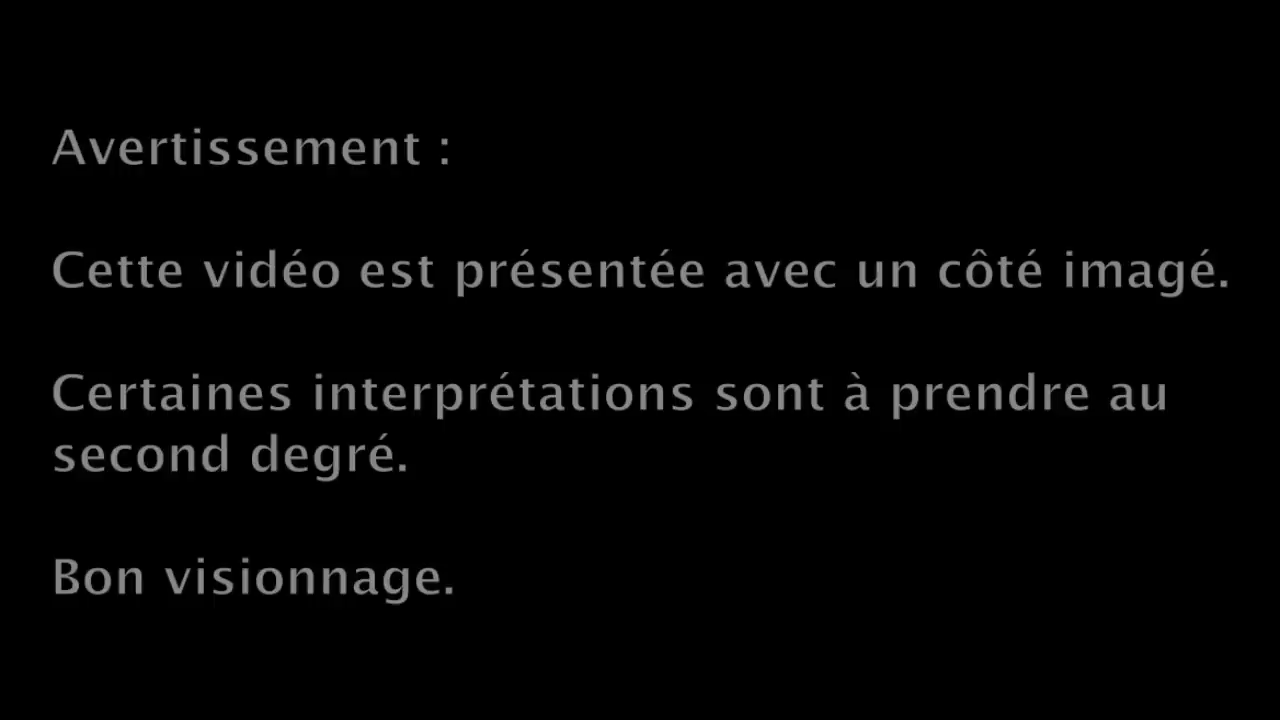 Avertissement :
Cette vidéo est présentée avec un côté imagé.
Certaines interprétations sont à prendre au
second degré.
Bon visionnage.